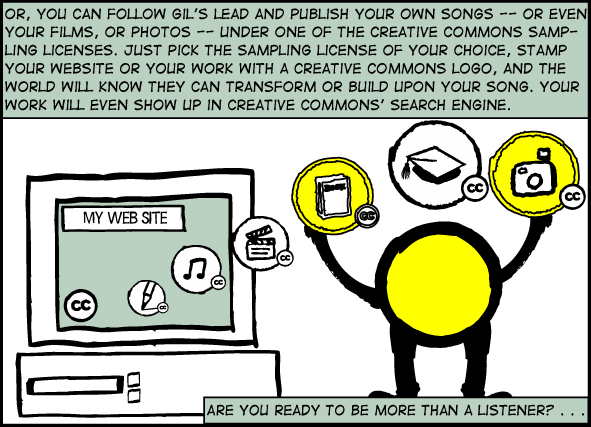 OR, YOU CAN FOLLOW GIL'S LEAD AND PUBLISH YOUR OWN SONGS -- OR EVEN
YOUR FILMS, OR PHOTOS -- UNDER ONE OF THE CREATIVE COMMONS SAMP-
LING LICENSES. JUST PICK THE SAMPLING LICENSE OF YOUR CHOICE, STAMP
YOUR WEBSITE OR YOUR WORK WITH A CREATIVE COMMONS LOGO, AND THE
WORLD WILL KNOW THEY CAN TRANSFORM OR BUILD UPON YOUR SONG. YOUR
WORK WILL EVEN SHOW UP IN CREATIVE COMMONS' SEARCH ENGINE.
CC
CC
CC
MY WEB SITE
CC
CC
CC
CC
ARE YOU READY TO BE MORE THAN A LISTENER? . . .